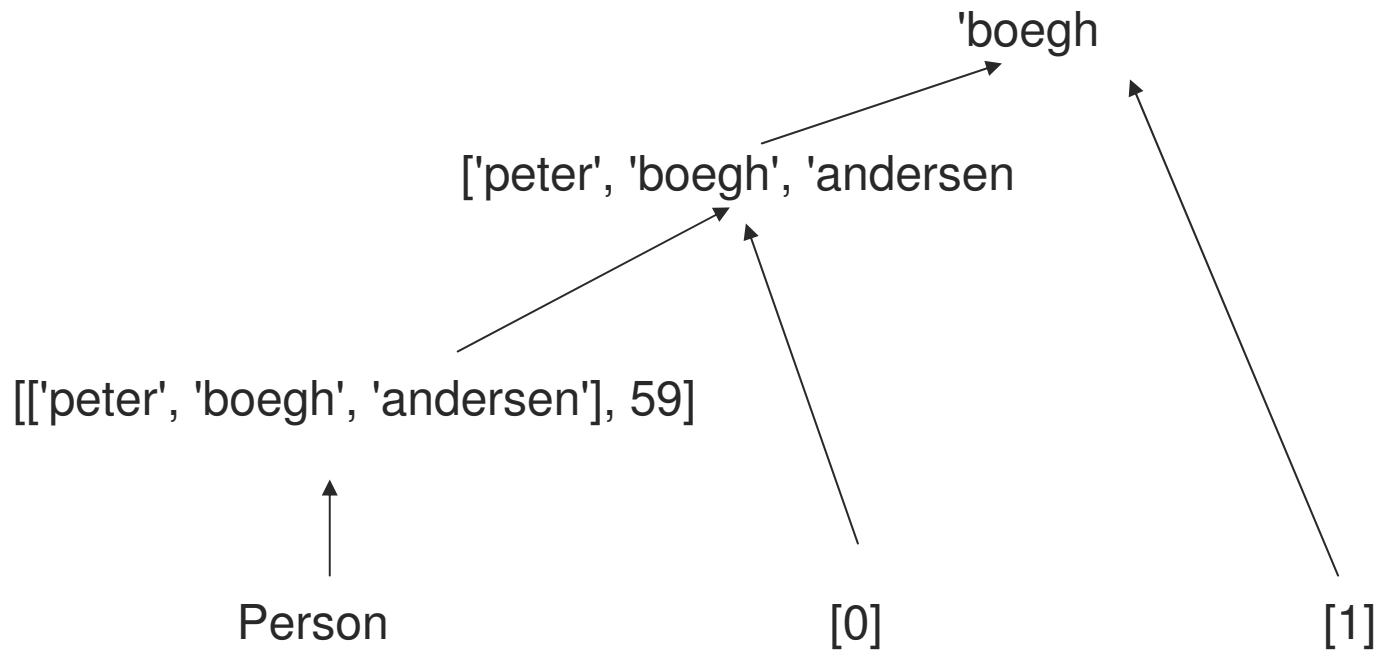 'boegh
['peter', 'boegh', 'andersen
[['peter', 'boegh', 'andersen'], 59]
Person [0] [1]